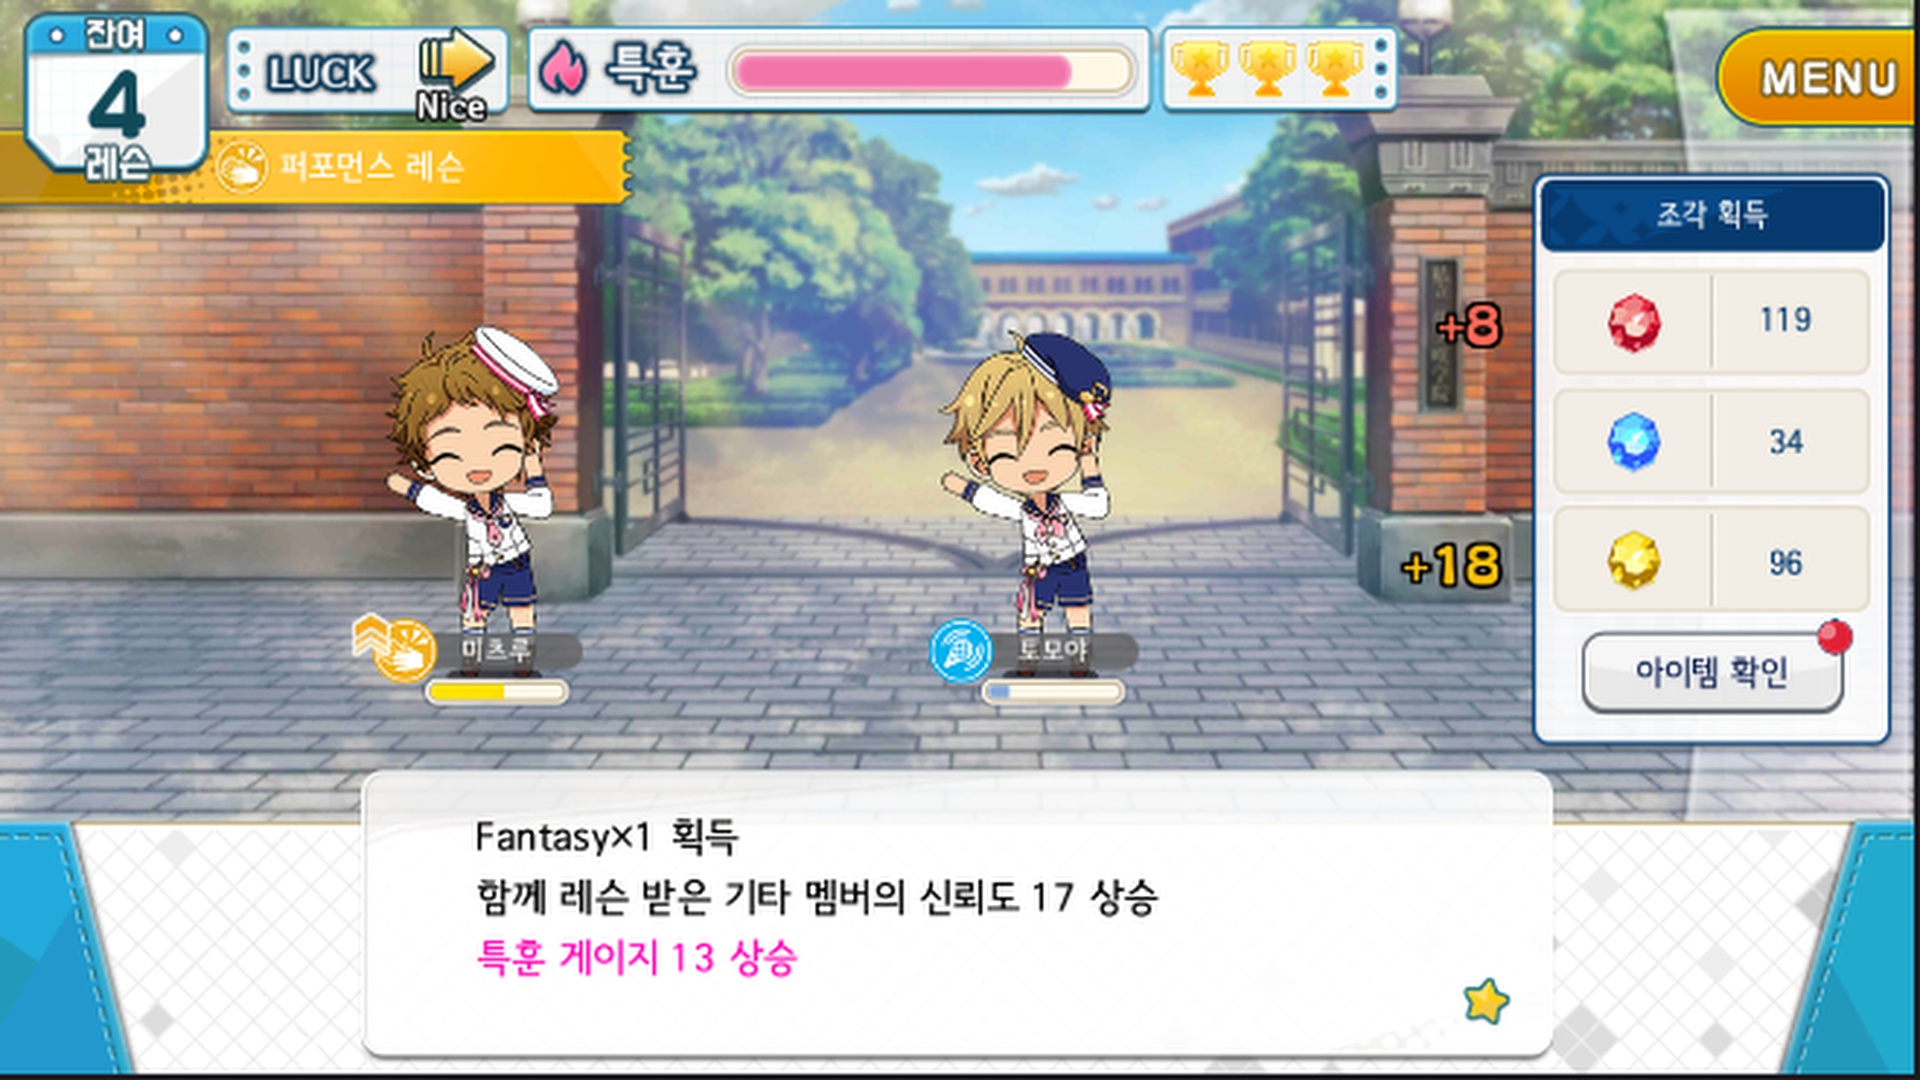 잔여
4
레슨
LUCK
Nice
특훈
MENU
퍼포먼스 레슨
조각 획득
+8
119
34
+18
96
아이템 확인
미츠루
토모야
Fantasy×1 획득
함께 레슨 받은 기타 멤버의 신뢰도 17 상승
특훈 게이지 13 상승